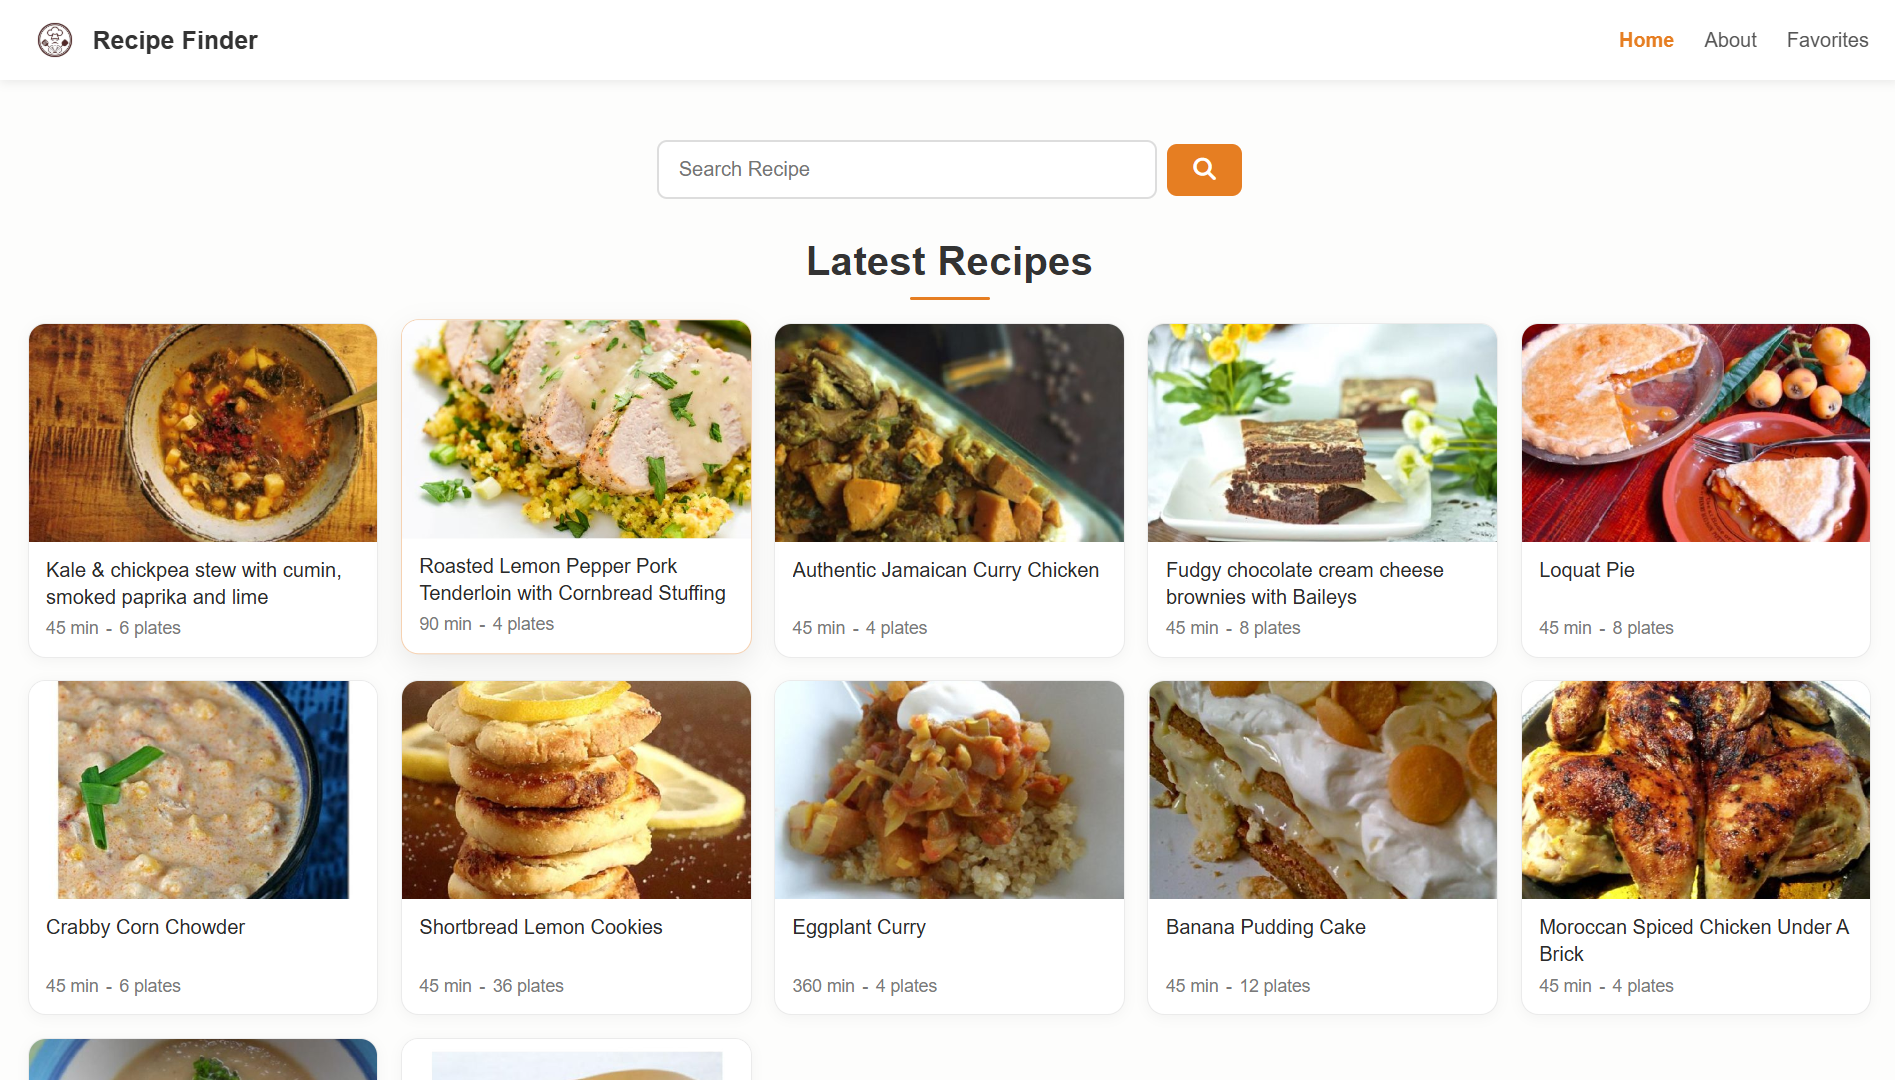 Recipe Finder
Home
About
Favorites
Search Recipe
Latest Recipes
Kale & chickpea stew with cumin,
smoked paprika and lime
45 min - 6 plates
Roasted Lemon Pepper Pork
Tenderloin with Cornbread Stuffing
90 min - 4 plates
Authentic Jamaican Curry Chicken
45 min - 4 plates
Fudgy chocolate cream cheese
brownies with Baileys
45 min - 8 plates
Loquat Pie
45 min - 8 plates
Crabby Corn Chowder
45 min - 6 plates
Shortbread Lemon Cookies
45 min - 36 plates
Eggplant Curry
360 min - 4 plates
Banana Pudding Cake
45 min - 12 plates
Moroccan Spiced Chicken Under A
Brick
45 min - 4 plates